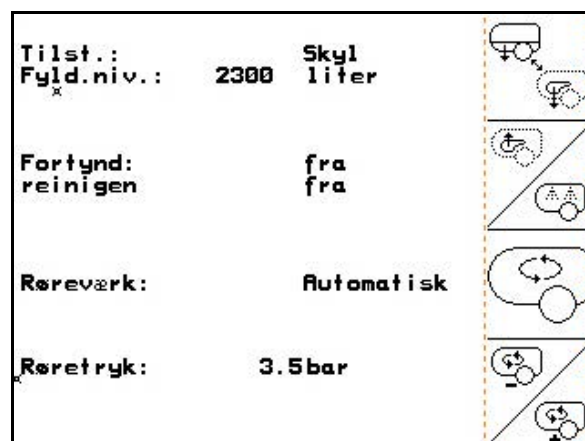 Tilst.: Skyl
Fyld.niv.: 2300 liter
Fortynd: fra
reinigen fra
Røreværk: Automatisk
Røretryk: 3.5bar